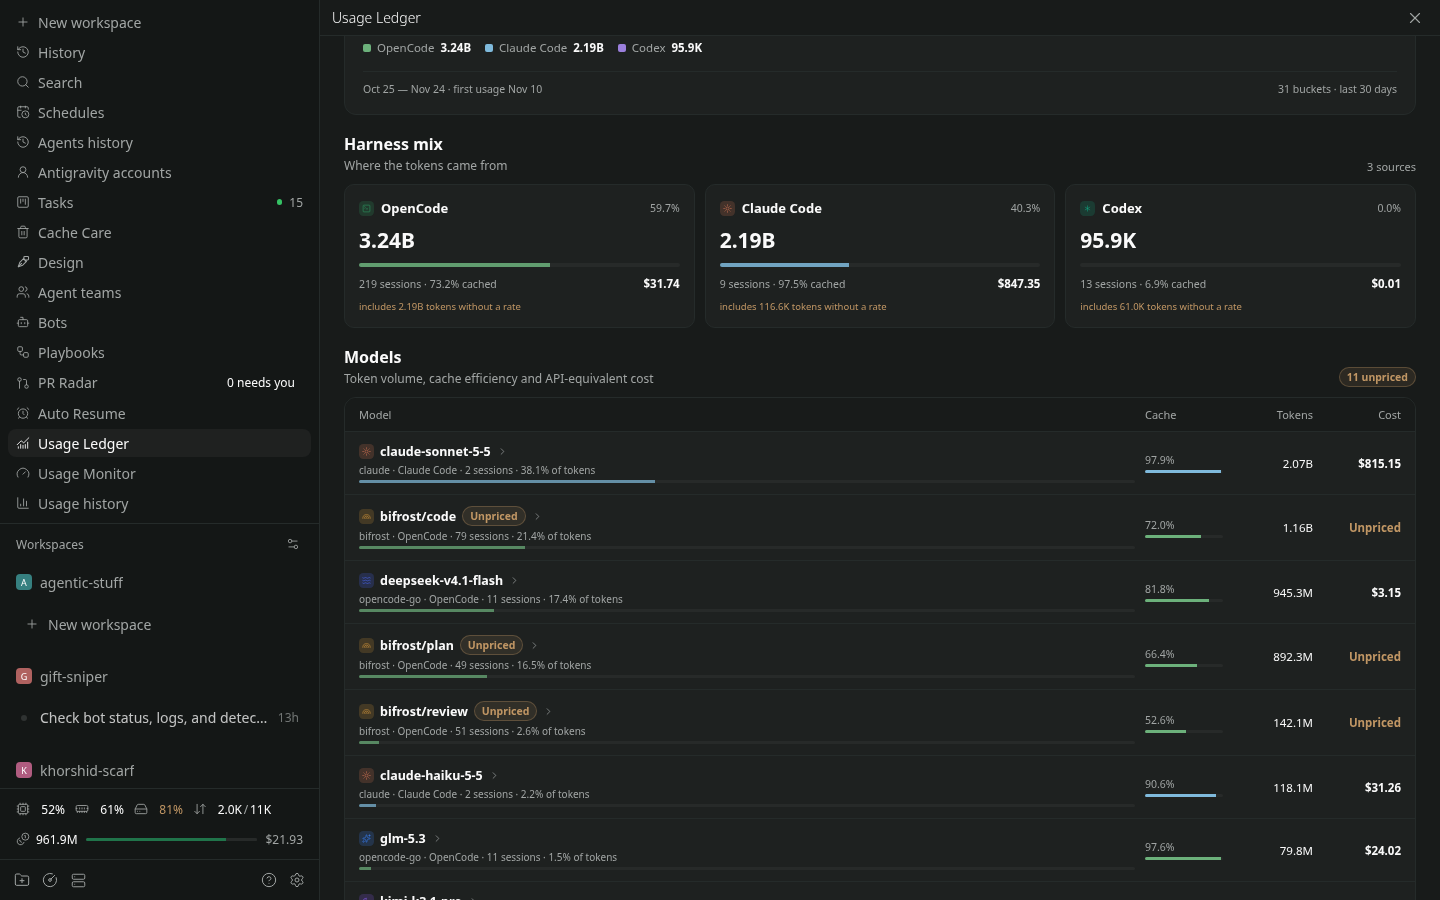 New workspace
History
Search
Schedules
Agents history
Antigravity accounts
Tasks 15
Cache Care
Design
Agent teams
Bots
Playbooks
PR Radar 0 needs you
Auto Resume
Usage Ledger
Usage Monitor
Usage history
Workspaces
A agentic-stuff
New workspace
G gift-sniper
Check bot status, logs, and detec... 13h
K khorshid-scarf
52% 61% 81% 2.0K / 11K
961.9M $21.93
Usage Ledger
OpenCode 3.24B Claude Code 2.19B Codex 95.9K
Oct 25 — Nov 24 · first usage Nov 10 31 buckets · last 30 days
Harness mix
Where the tokens came from 3 sources
OpenCode 59.7%
3.24B
219 sessions · 73.2% cached $31.74
includes 2.19B tokens without a rate
Claude Code 40.3%
2.19B
9 sessions · 97.5% cached $847.35
includes 116.6K tokens without a rate
Codex 0.0%
95.9K
13 sessions · 6.9% cached $0.01
includes 61.0K tokens without a rate
Models
Token volume, cache efficiency and API-equivalent cost 11 unpriced
Model Cache Tokens Cost
claude-sonnet-5-5 97.9% 2.07B $815.15
claude · Claude Code · 2 sessions · 38.1% of tokens
bifrost/code Unpriced 72.0% 1.16B Unpriced
bifrost · OpenCode · 79 sessions · 21.4% of tokens
deepseek-v4.1-flash 81.8% 945.3M $3.15
opencode-go · OpenCode · 11 sessions · 17.4% of tokens
bifrost/plan Unpriced 66.4% 892.3M Unpriced
bifrost · OpenCode · 49 sessions · 16.5% of tokens
bifrost/review Unpriced 52.6% 142.1M Unpriced
bifrost · OpenCode · 51 sessions · 2.6% of tokens
claude-haiku-5-5 90.6% 118.1M $31.26
claude · Claude Code · 2 sessions · 2.2% of tokens
glm-5.3 97.6% 79.8M $24.02
opencode-go · OpenCode · 11 sessions · 1.5% of tokens